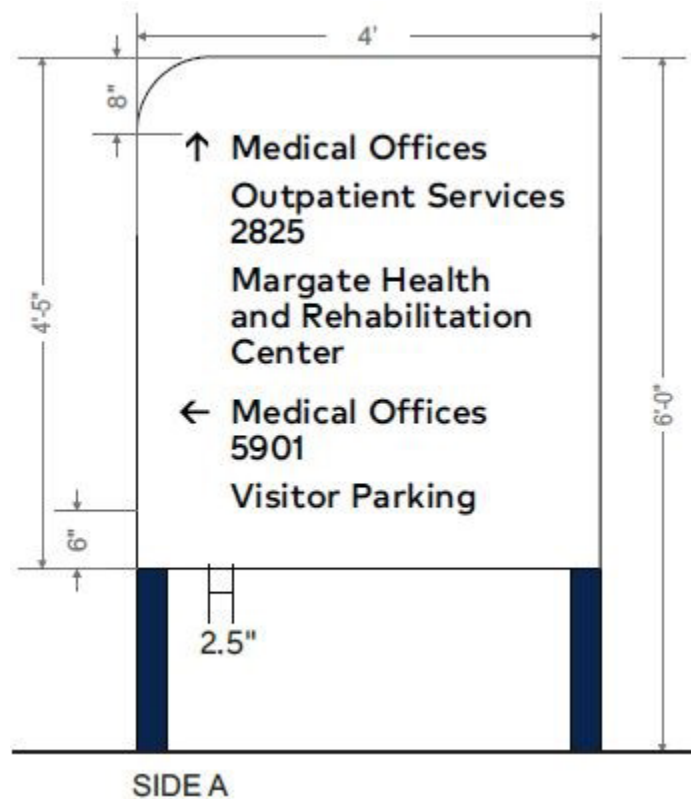 4'
8"
↑ Medical Offices
Outpatient Services
2825
Margate Health
and Rehabilitation
Center
4'-5"
6'-0"
← Medical Offices
5901
Visitor Parking
6"
2.5"
SIDE A